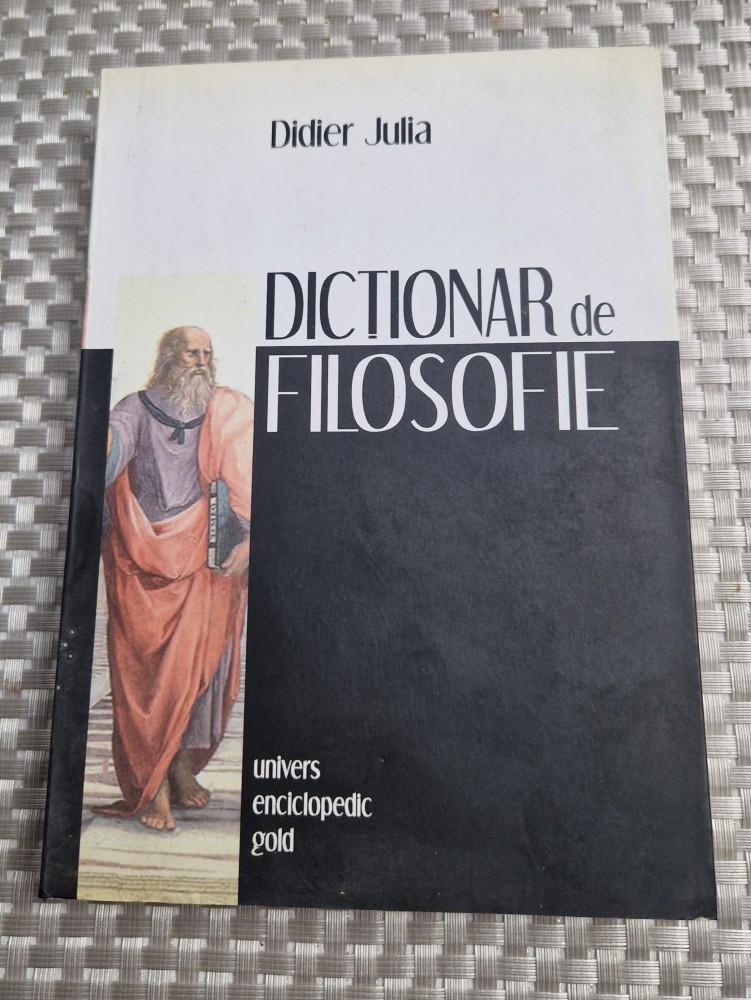 Didier Julia
DICȚIONAR de
FILOSOFIE
univers
enciclopedic
gold